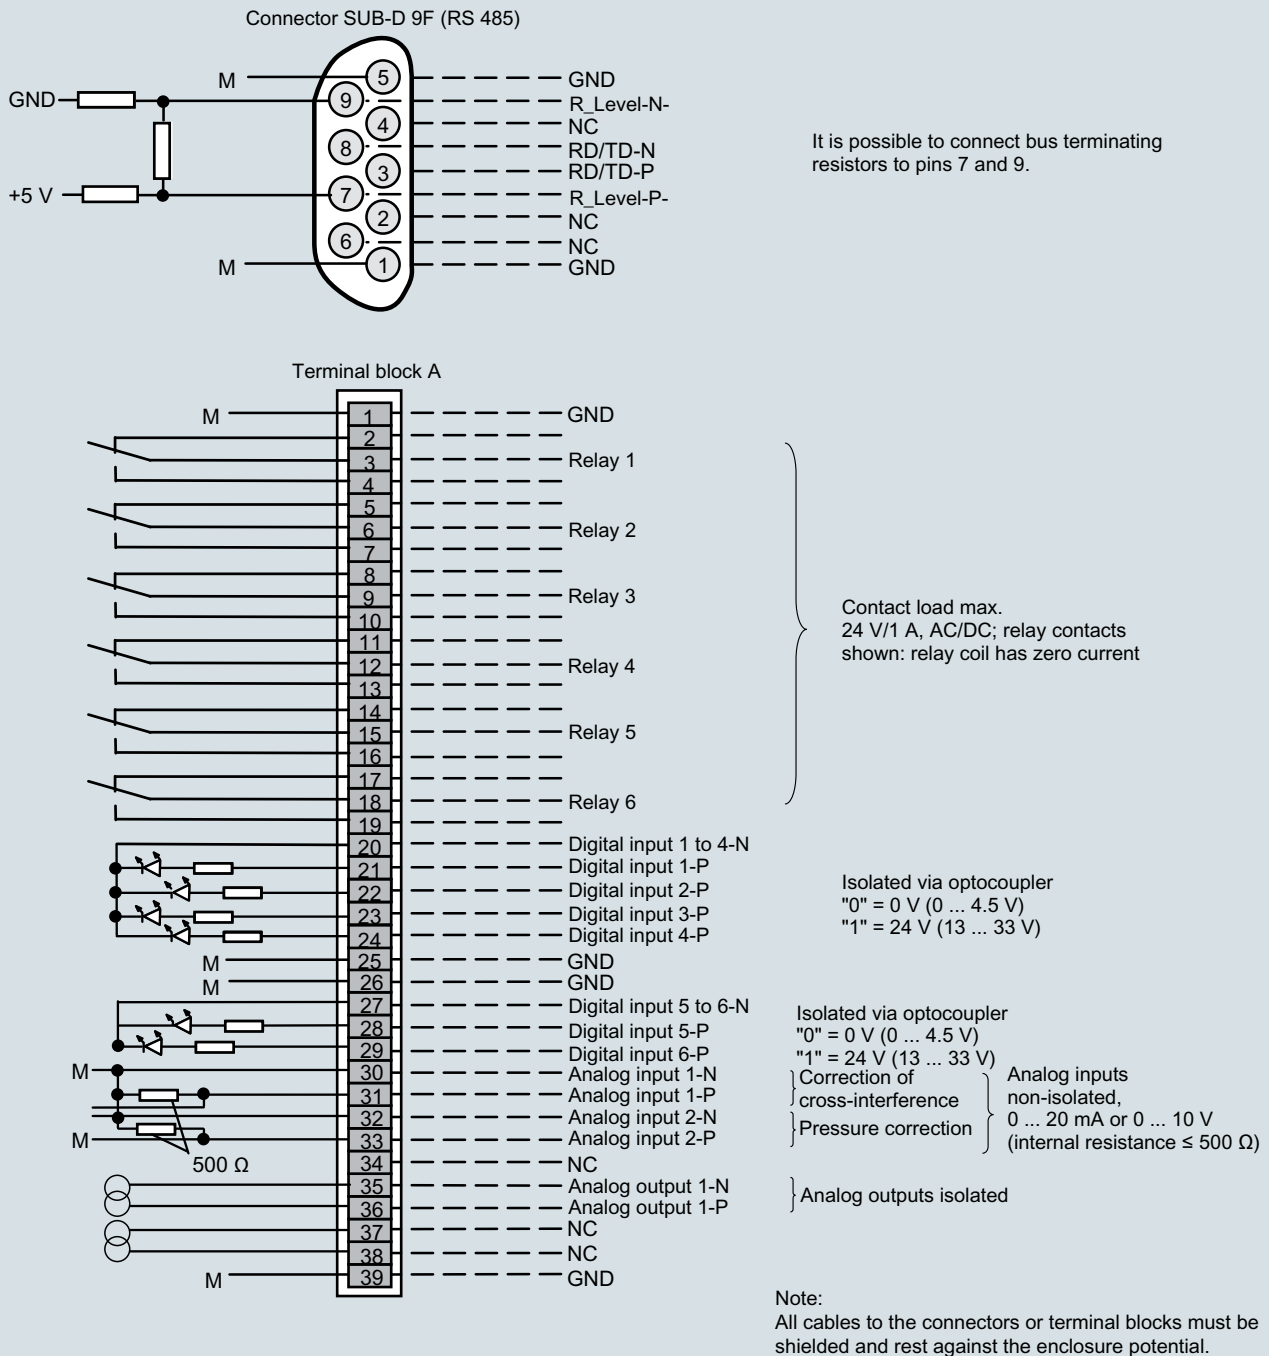 Connector SUB-D 9F (RS 485)
M 5 GND
GND 9 R_Level-N-
4 NC
8 RD/TD-N
3 RD/TD-P
+5 V 7 R_Level-P-
2 NC
6 NC
M 1 GND
It is possible to connect bus terminating
resistors to pins 7 and 9.
Terminal block A
M 1 GND
2
3 Relay 1
4
5
6 Relay 2
7
8
9 Relay 3
10
11
12 Relay 4
13
14
15 Relay 5
16
17
18 Relay 6
19
Contact load max.
24 V/1 A, AC/DC; relay contacts
shown: relay coil has zero current
20 Digital input 1 to 4-N
21 Digital input 1-P
22 Digital input 2-P
23 Digital input 3-P
24 Digital input 4-P
Isolated via optocoupler
"0" = 0 V (0 ... 4.5 V)
"1" = 24 V (13 ... 33 V)
M 25 GND
M 26 GND
27 Digital input 5 to 6-N
28 Digital input 5-P
29 Digital input 6-P
Isolated via optocoupler
"0" = 0 V (0 ... 4.5 V)
"1" = 24 V (13 ... 33 V)
M 30 Analog input 1-N
31 Analog input 1-P
32 Analog input 2-N
M 33 Analog input 2-P
500 Ω
Correction of
cross-interference
Pressure correction
Analog inputs
non-isolated,
0 ... 20 mA or 0 ... 10 V
(internal resistance ≤ 500 Ω)
34 NC
35 Analog output 1-N
36 Analog output 1-P
Analog outputs isolated
37 NC
38 NC
M 39 GND
Note:
All cables to the connectors or terminal blocks must be
shielded and rest against the enclosure potential.